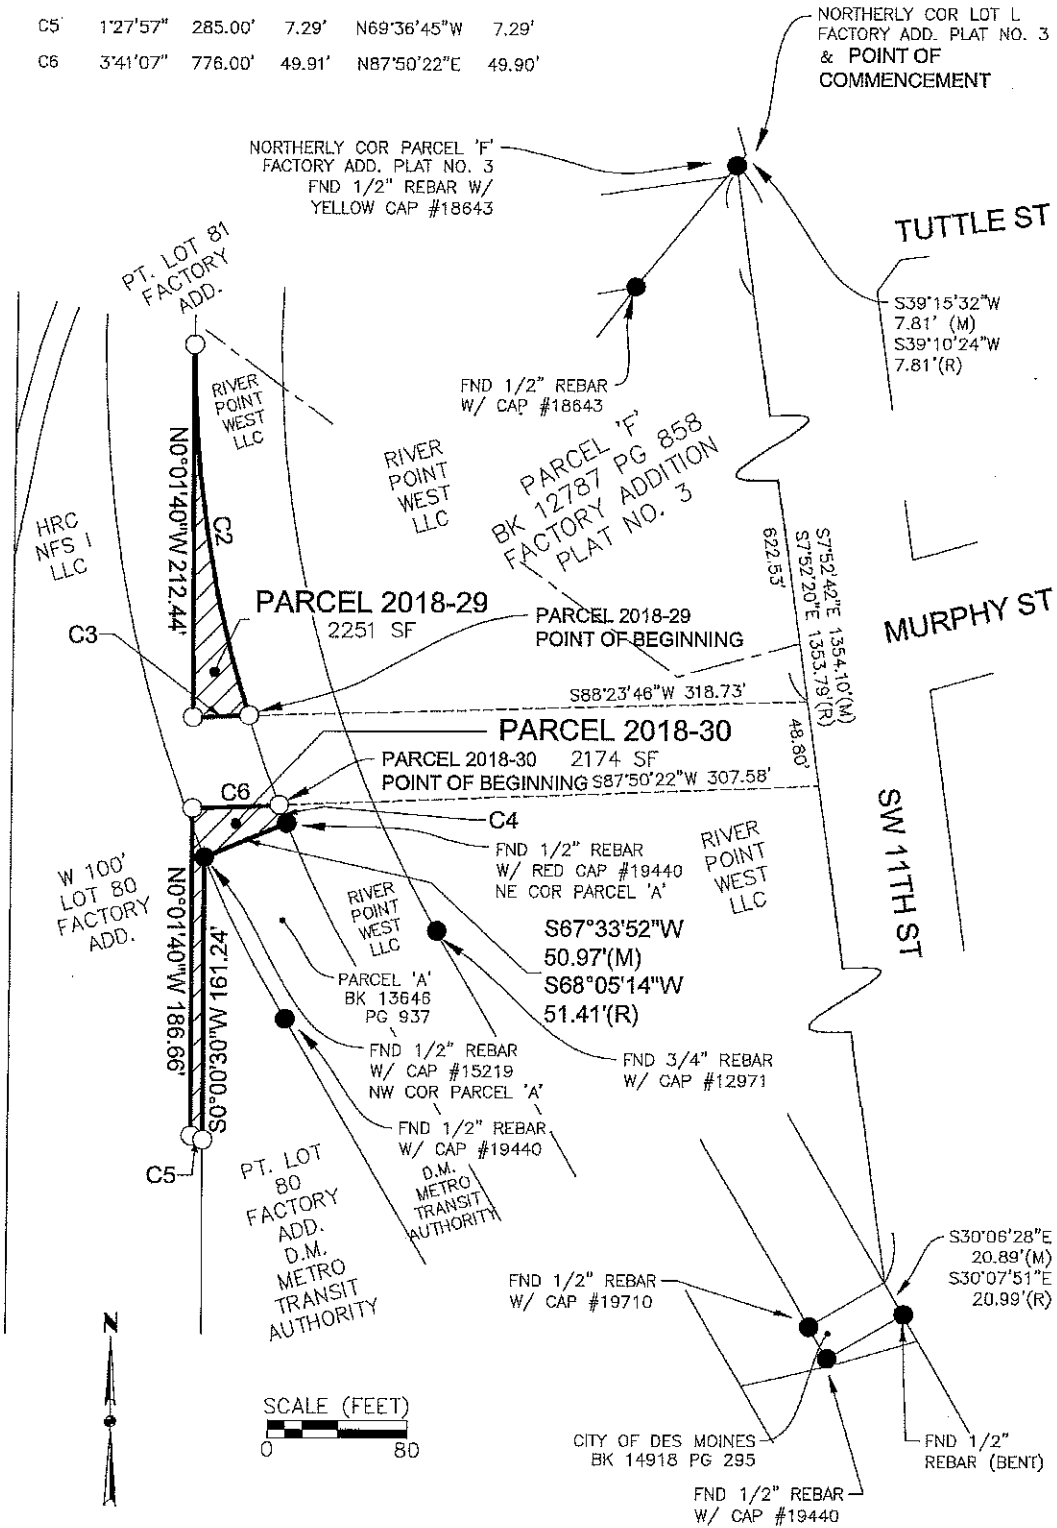 C5 1°27'57" 285.00' 7.29' N69°36'45"W 7.29'
C6 3°41'07" 776.00' 49.91' N87°50'22"E 49.90'
NORTHERLY COR LOT L
FACTORY ADD. PLAT NO. 3
& POINT OF
COMMENCEMENT
NORTHERLY COR PARCEL 'F'
FACTORY ADD. PLAT NO. 3
FND 1/2" REBAR W/
YELLOW CAP #18643
TUTTLE ST
PT. LOT 81
FACTORY
ADD.
S39°15'32"W
7.81' (M)
S39°10'24"W
7.81'(R)
FND 1/2" REBAR
W/ CAP #18643
RIVER
POINT
WEST
LLC
RIVER
POINT
WEST
LLC
PARCEL 'F'
BK 12787 PG 858
FACTORY ADDITION
PLAT NO. 3
HRC
NFS I
LLC
N0°01'40"W 212.44'
C2
S7°52'42"E 1354.10'(M)
S7°52'20"E 1353.79'(R)
622.53'
MURPHY ST
PARCEL 2018-29
2251 SF
C3
PARCEL 2018-29
POINT OF BEGINNING
S88°23'46"W 318.73'
48.80'
PARCEL 2018-30
PARCEL 2018-30 2174 SF
POINT OF BEGINNING S87°50'22"W 307.58'
C6
C4
SW 11TH ST
FND 1/2" REBAR
W/ RED CAP #19440
NE COR PARCEL 'A'
RIVER
POINT
WEST
LLC
W 100'
LOT 80
FACTORY
ADD.
N0°01'40"W 186.66'
S0°00'30"W 161.24'
RIVER
POINT
WEST
LLC
S67°33'52"W
50.97'(M)
S68°05'14"W
51.41'(R)
PARCEL 'A'
BK 13646
PG 937
FND 1/2" REBAR
W/ CAP #15219
NW COR PARCEL 'A'
FND 3/4" REBAR
W/ CAP #12971
FND 1/2" REBAR
W/ CAP #19440
C5
PT. LOT
80
FACTORY
ADD.
D.M.
METRO
TRANSIT
AUTHORITY
D.M.
METRO
TRANSIT
AUTHORITY
S30°06'28"E
20.89'(M)
S30°07'51"E
20.99'(R)
FND 1/2" REBAR
W/ CAP #19710
N
SCALE (FEET)
0 80
CITY OF DES MOINES
BK 14918 PG 295
FND 1/2"
REBAR (BENT)
FND 1/2" REBAR
W/ CAP #19440